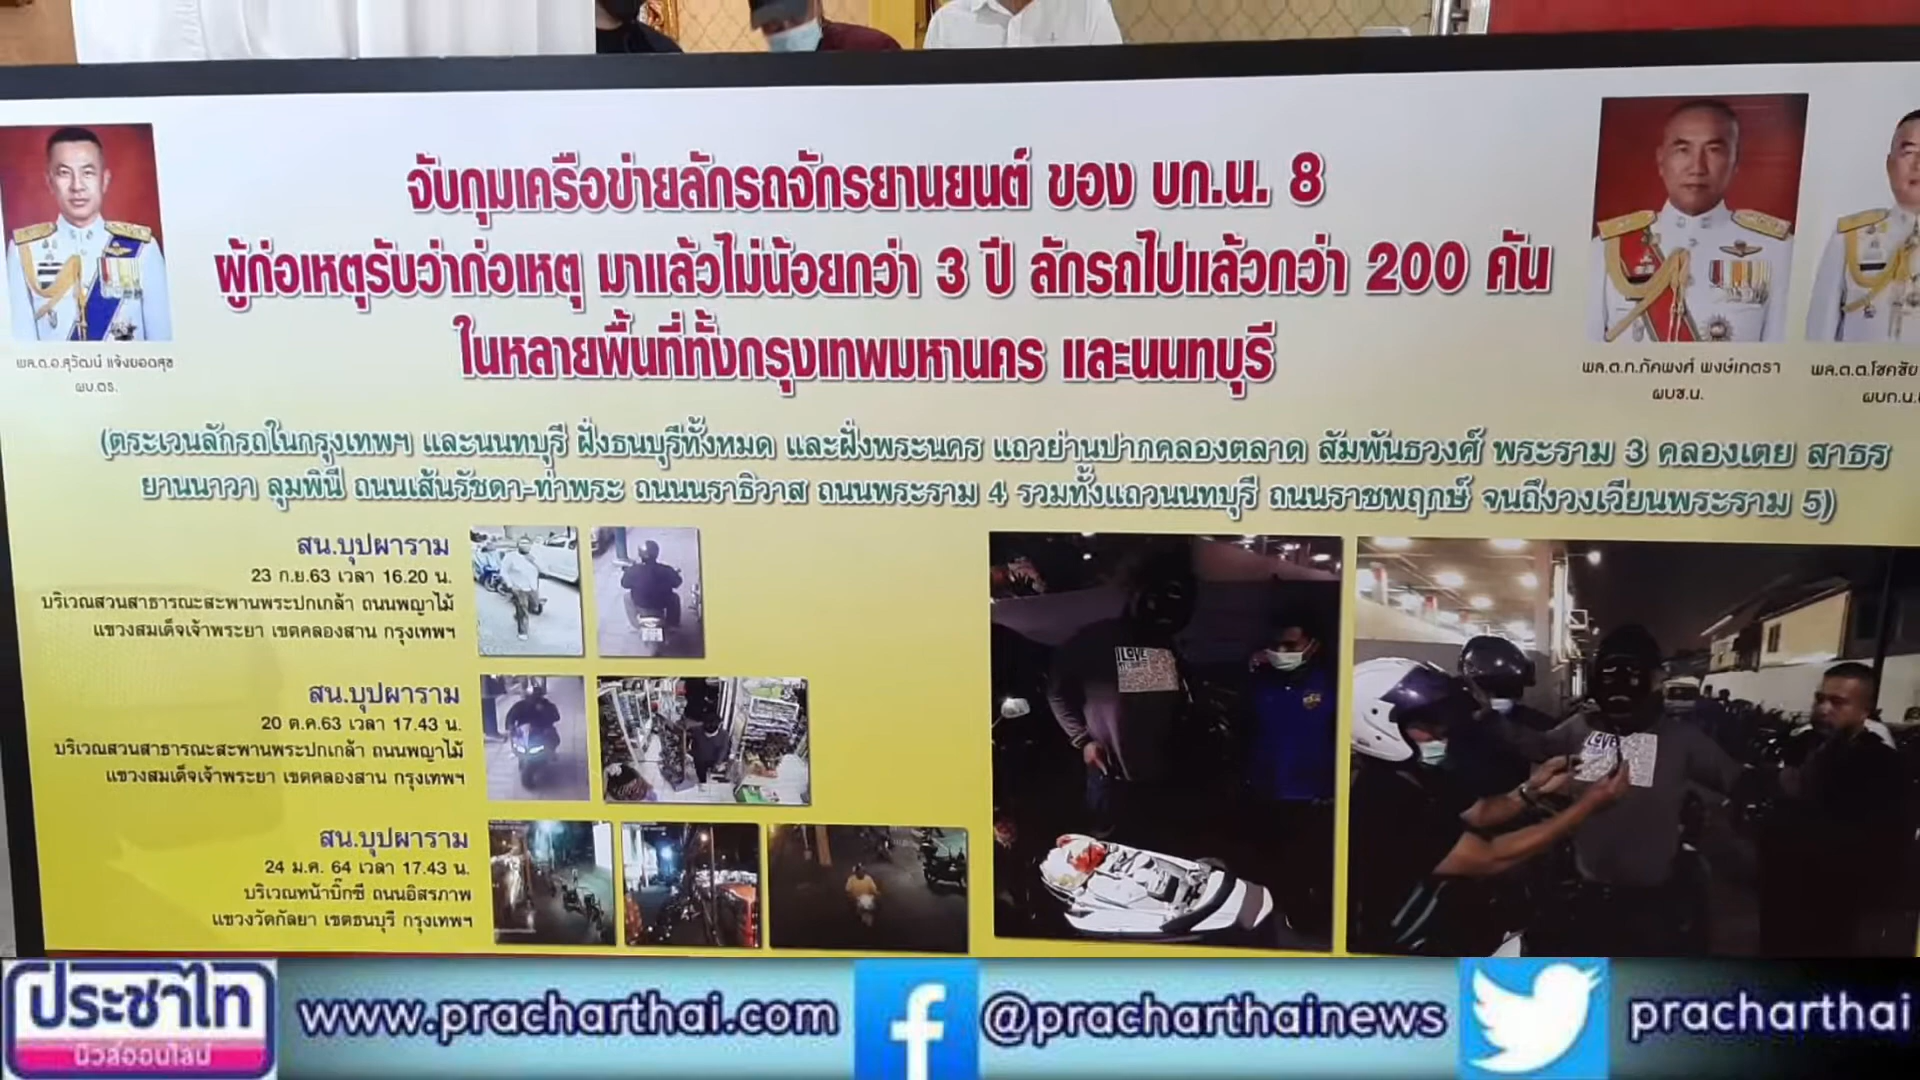 จับกุมเครือข่ายลักรถจักรยานยนต์ ของ บก.น. 8
ผู้ก่อเหตุรับว่าก่อเหตุ มาแล้วไม่น้อยกว่า 3 ปี ลักรถไปแล้วกว่า 200 คัน
ในหลายพื้นที่ทั้งกรุงเทพมหานคร และนนทบุรี
พล.ต.อ.สุวัฒน์ แจ้งยอดสุข
ผบ.ตร.
พล.ต.ท.ภัคพงศ์ พงษ์เภตรา
ผบช.น.
พล.ต.ต.โชคชัย
ผบก.น.
(ตระเวนลักรถในกรุงเทพฯ และนนทบุรี ฝั่งธนบุรีทั้งหมด และฝั่งพระนคร แถวย่านปากคลองตลาด สัมพันธวงศ์ พระราม 3 คลองเตย สาธร
ยานนาวา ลุมพินี ถนนเส้นรัชดา-ท่าพระ ถนนนราธิวาส ถนนพระราม 4 รวมทั้งแถวนนทบุรี ถนนราชพฤกษ์ จนถึงวงเวียนพระราม 5)
สน.บุปผาราม
23 ก.ย.63 เวลา 16.20 น.
บริเวณสวนสาธารณะสะพานพระปกเกล้า ถนนพญาไม้
แขวงสมเด็จเจ้าพระยา เขตคลองสาน กรุงเทพฯ
สน.บุปผาราม
20 ต.ค.63 เวลา 17.43 น.
บริเวณสวนสาธารณะสะพานพระปกเกล้า ถนนพญาไม้
แขวงสมเด็จเจ้าพระยา เขตคลองสาน กรุงเทพฯ
สน.บุปผาราม
24 ม.ค. 64 เวลา 17.43 น.
บริเวณหน้าบิ๊กซี ถนนอิสรภาพ
แขวงวัดกัลยา เขตธนบุรี กรุงเทพฯ
LOVE
ประชาไท
นิวส์ออนไลน์
www.pracharthai.com
@pracharthainews
pracharthai